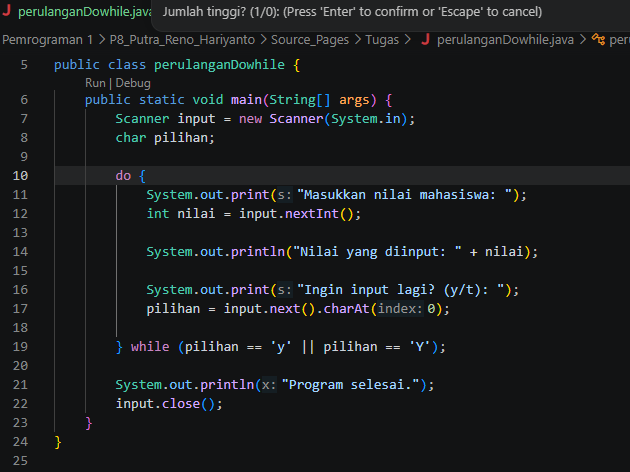 perulanganDowhile.java
Jumlah tinggi? (1/0): (Press 'Enter' to confirm or 'Escape' to cancel)
Pemrograman 1 > P8_Putra_Reno_Hariyanto > Source_Pages > Tugas > J perulanganDowhile.java > peru
5 public class perulanganDowhile {
Run | Debug
6 public static void main(String[] args) {
7 Scanner input = new Scanner(System.in);
8 char pilihan;
9
10 do {
11 System.out.print(s: "Masukkan nilai mahasiswa: ");
12 int nilai = input.nextInt();
13
14 System.out.println("Nilai yang diinput: " + nilai);
15
16 System.out.print(s: "Ingin input lagi? (y/t): ");
17 pilihan = input.next().charAt(index: 0);
18
19 } while (pilihan == 'y' || pilihan == 'Y');
20
21 System.out.println(x: "Program selesai.");
22 input.close();
23 }
24 }
25